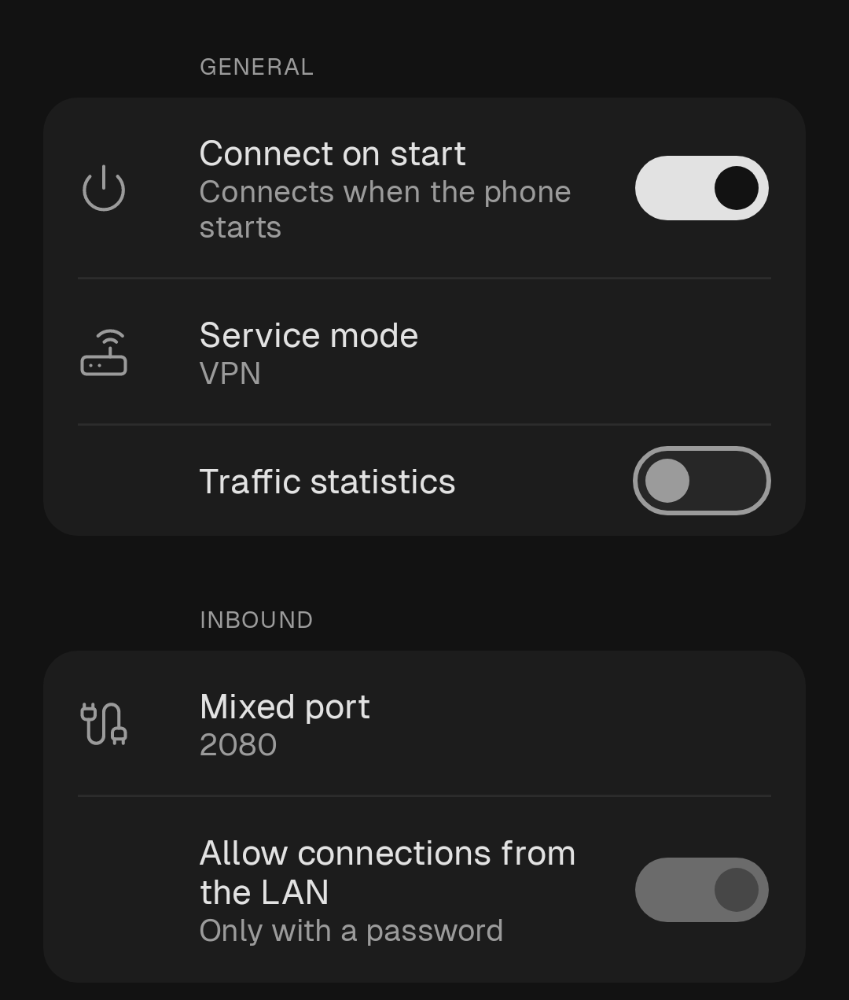 GENERAL
Connect on start
Connects when the phone
starts
Service mode
VPN
Traffic statistics
INBOUND
Mixed port
2080
Allow connections from
the LAN
Only with a password